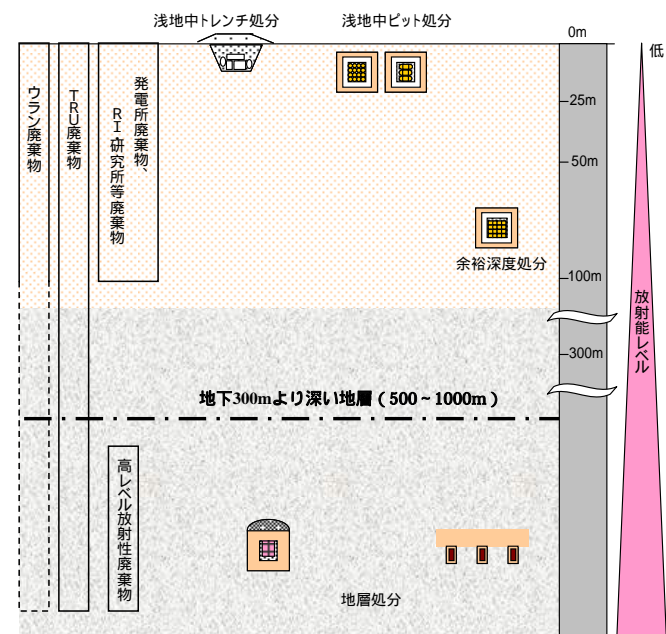 浅地中トレンチ処分
浅地中ピット処分
0m
低
ウラン廃棄物
TRU廃棄物
発電所廃棄物、
RI・研究所等廃棄物
25m
50m
余裕深度処分
100m
放射能レベル
300m
地下300mより深い地層（500~1000m）
高レベル放射性廃棄物
地層処分